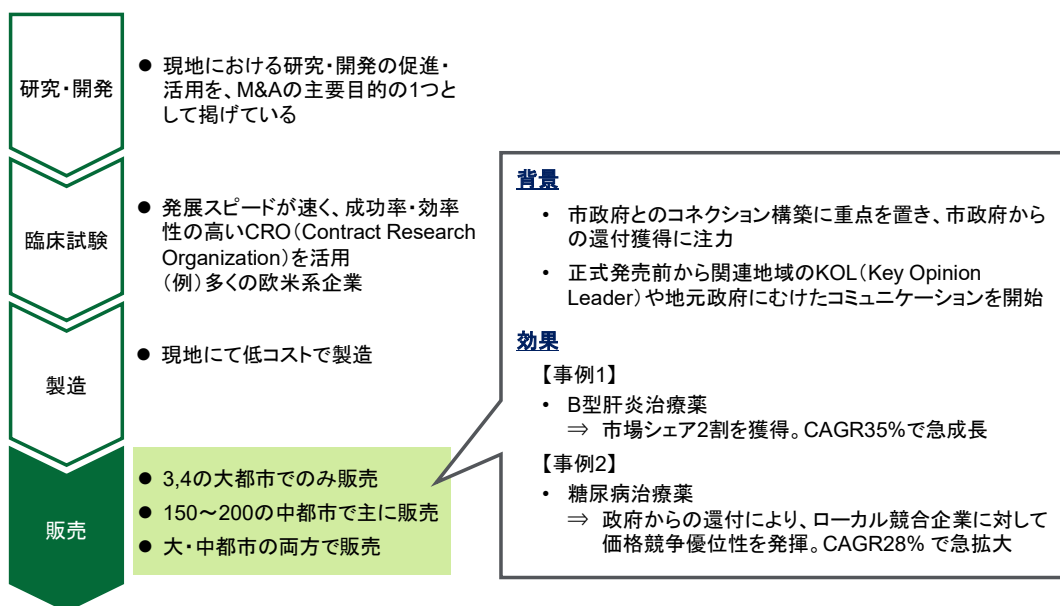 研究・開発
● 現地における研究・開発の促進・
活用を、M&Aの主要目的の1つと
して掲げている
臨床試験
● 発展スピードが速く、成功率・効率
性の高いCRO（Contract Research
Organization）を活用
（例）多くの欧米系企業
製造
● 現地にて低コストで製造
販売
● 3,4の大都市でのみ販売
● 150～200の中都市で主に販売
● 大・中都市の両方で販売
背景
• 市政府とのコネクション構築に重点を置き、市政府から
の還付獲得に注力
• 正式発売前から関連地域のKOL（Key Opinion
Leader）や地元政府にむけたコミュニケーションを開始
効果
【事例1】
• B型肝炎治療薬
⇒ 市場シェア2割を獲得。CAGR35%で急成長
【事例2】
• 糖尿病治療薬
⇒ 政府からの還付により、ローカル競合企業に対して
価格競争優位性を発揮。CAGR28% で急拡大